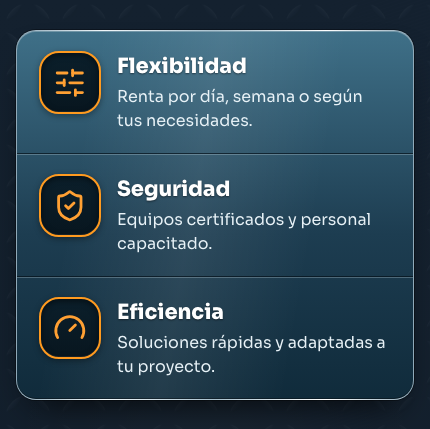 Flexibilidad
Renta por día, semana o según
tus necesidades.
Seguridad
Equipos certificados y personal
capacitado.
Eficiencia
Soluciones rápidas y adaptadas a
tu proyecto.